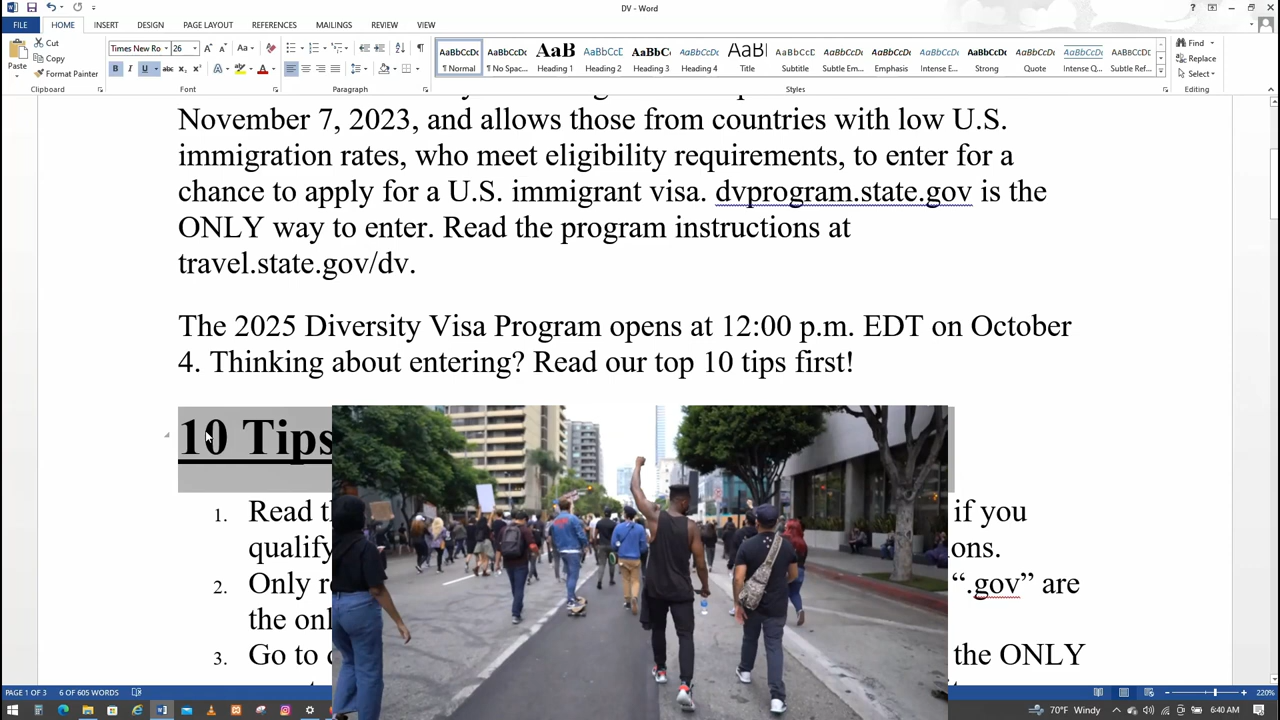 DV - Word
FILE HOME INSERT DESIGN PAGE LAYOUT REFERENCES MAILINGS REVIEW VIEW
Paste
Cut
Copy
Format Painter
Clipboard
Times New Ro 26
Font
Paragraph
¶ Normal
¶ No Spac...
Heading 1
Heading 2
Heading 3
Heading 4
Title
Subtitle
Subtle Em...
Emphasis
Intense E...
Strong
Quote
Intense Q...
Subtle Ref...
Styles
Find
Replace
Select
Editing
November 7, 2023, and allows those from countries with low U.S.
immigration rates, who meet eligibility requirements, to enter for a
chance to apply for a U.S. immigrant visa. dvprogram.state.gov is the
ONLY way to enter. Read the program instructions at
travel.state.gov/dv.
The 2025 Diversity Visa Program opens at 12:00 p.m. EDT on October
4. Thinking about entering? Read our top 10 tips first!
10 Tips
1. Read if you
qualify ons.
2. Only “.gov” are
the
3. Go to the ONLY
PAGE 1 OF 3 6 OF 605 WORDS
220%
70°F Windy
6:40 AM